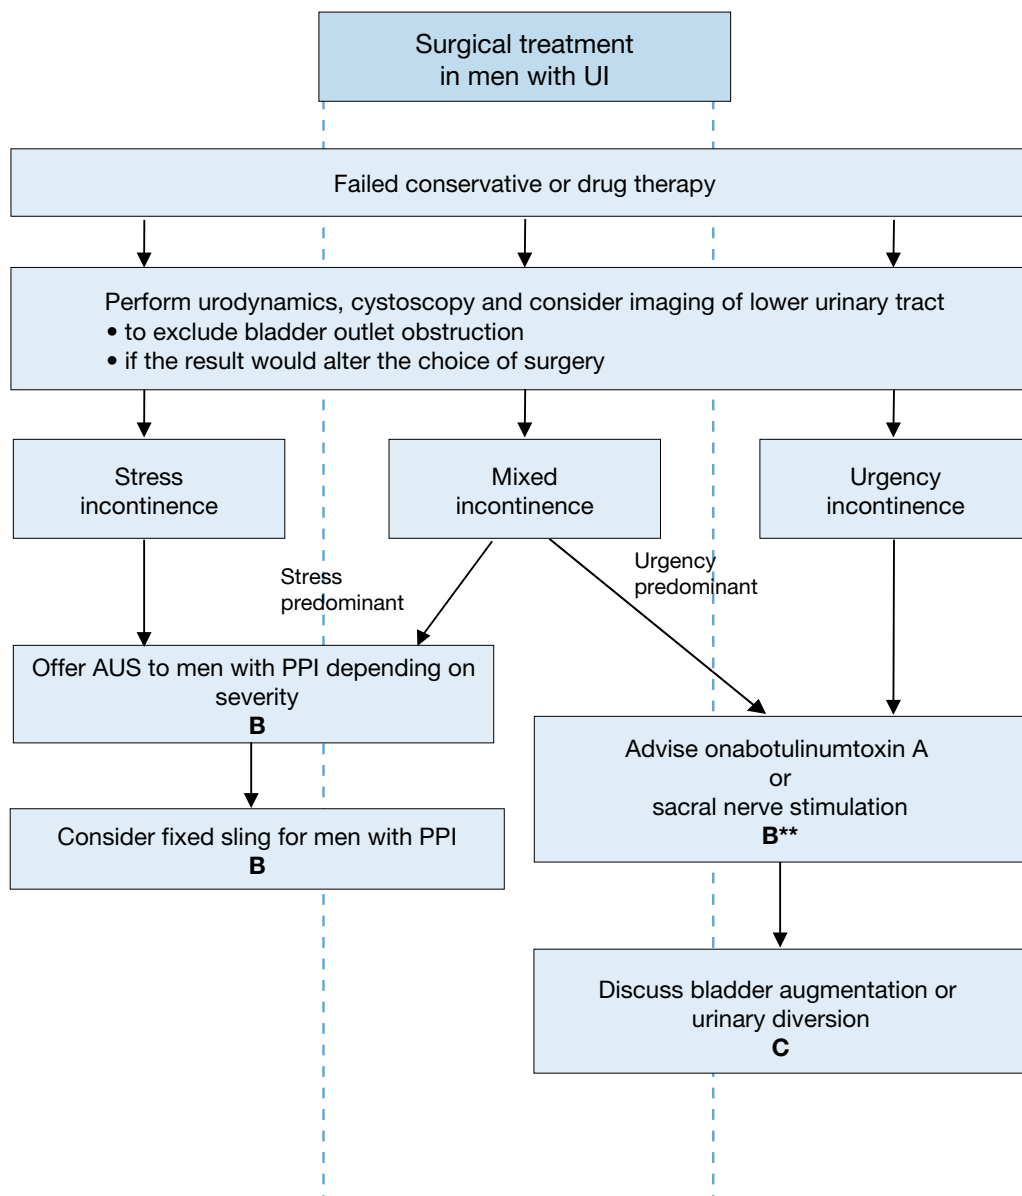 Surgical treatment
in men with UI
Failed conservative or drug therapy
Perform urodynamics, cystoscopy and consider imaging of lower urinary tract
• to exclude bladder outlet obstruction
• if the result would alter the choice of surgery
Stress
incontinence
Mixed
incontinence
Urgency
incontinence
Stress
predominant
Urgency
predominant
Offer AUS to men with PPI depending on
severity
B
Consider fixed sling for men with PPI
B
Advise onabotulinumtoxin A
or
sacral nerve stimulation
B**
Discuss bladder augmentation or
urinary diversion
C